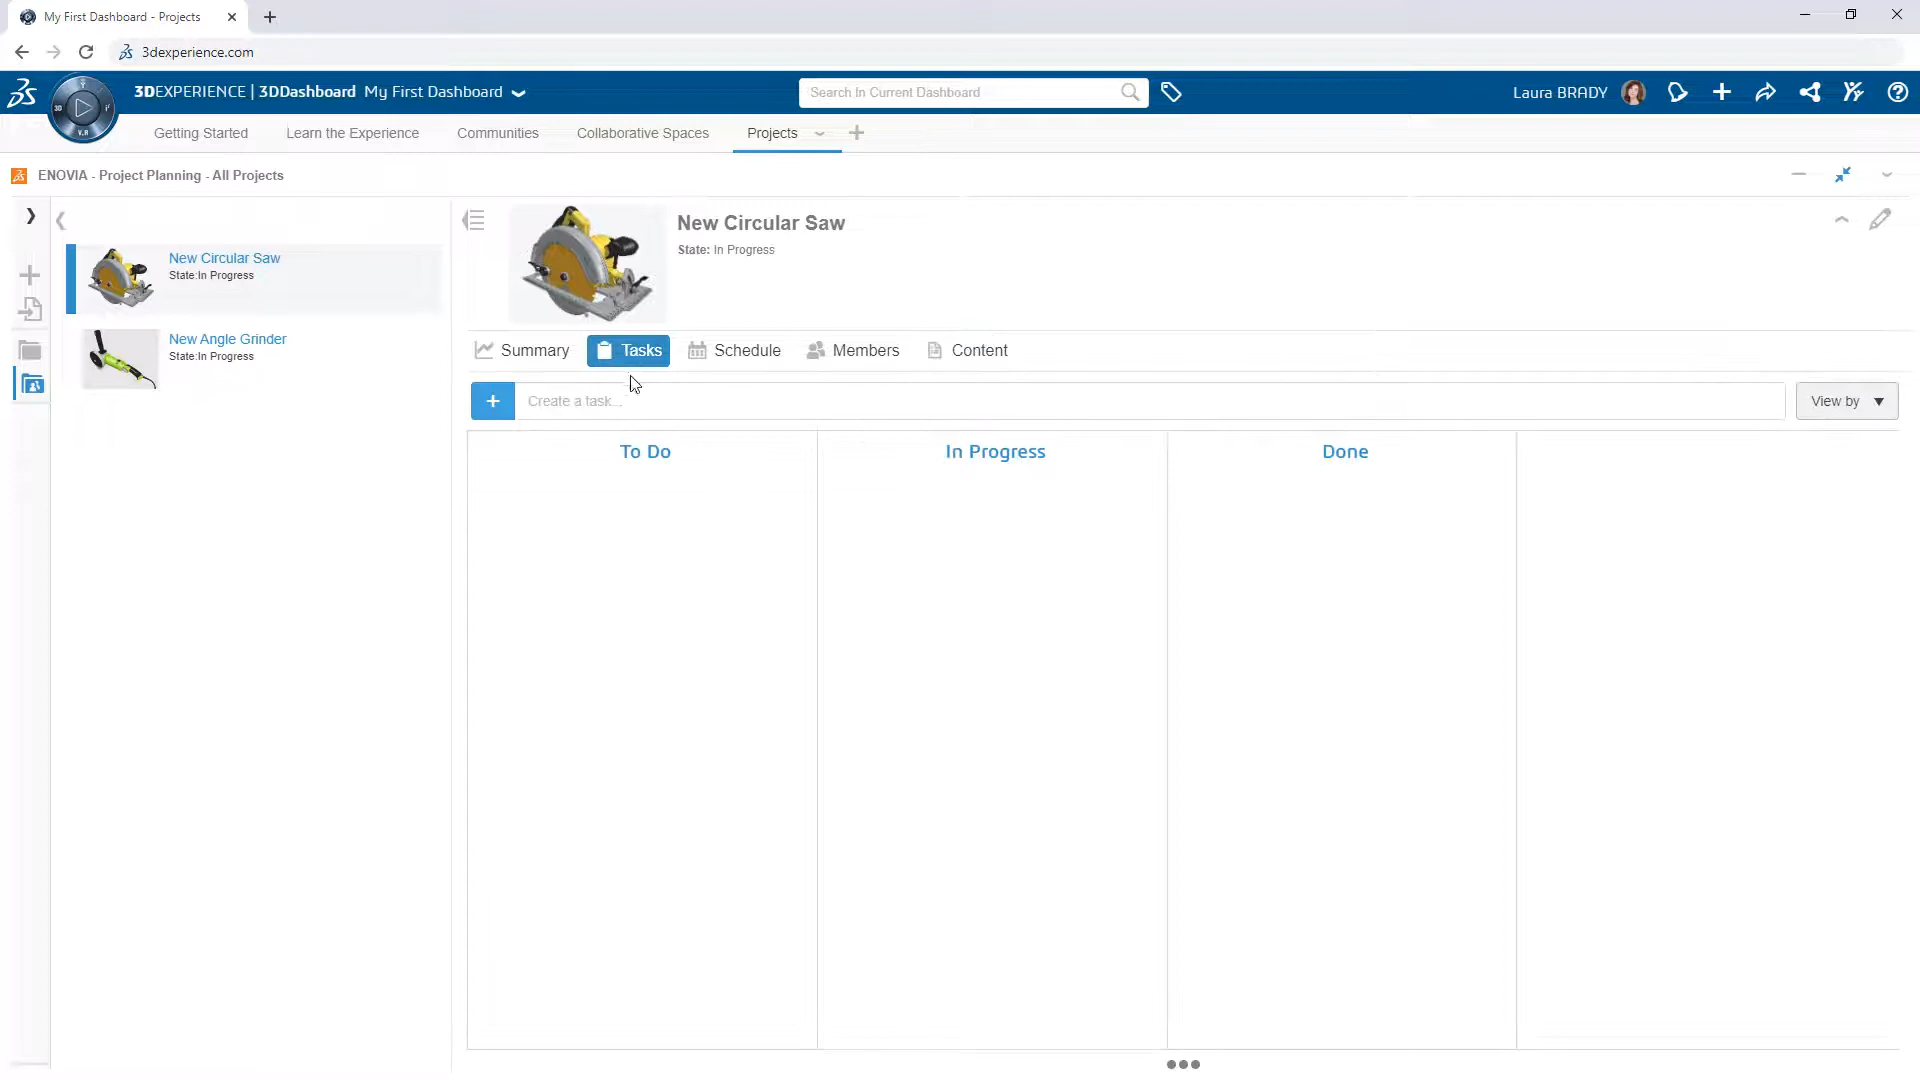 My First Dashboard - Projects
3dexperience.com
3DEXPERIENCE | 3DDashboard My First Dashboard
Search In Current Dashboard
Laura BRADY
3D
V.R
Getting Started
Learn the Experience
Communities
Collaborative Spaces
Projects
ENOVIA - Project Planning - All Projects
New Circular Saw
State:In Progress
New Angle Grinder
State:In Progress
New Circular Saw
State: In Progress
Summary
Tasks
Schedule
Members
Content
Create a task...
View by
To Do
In Progress
Done